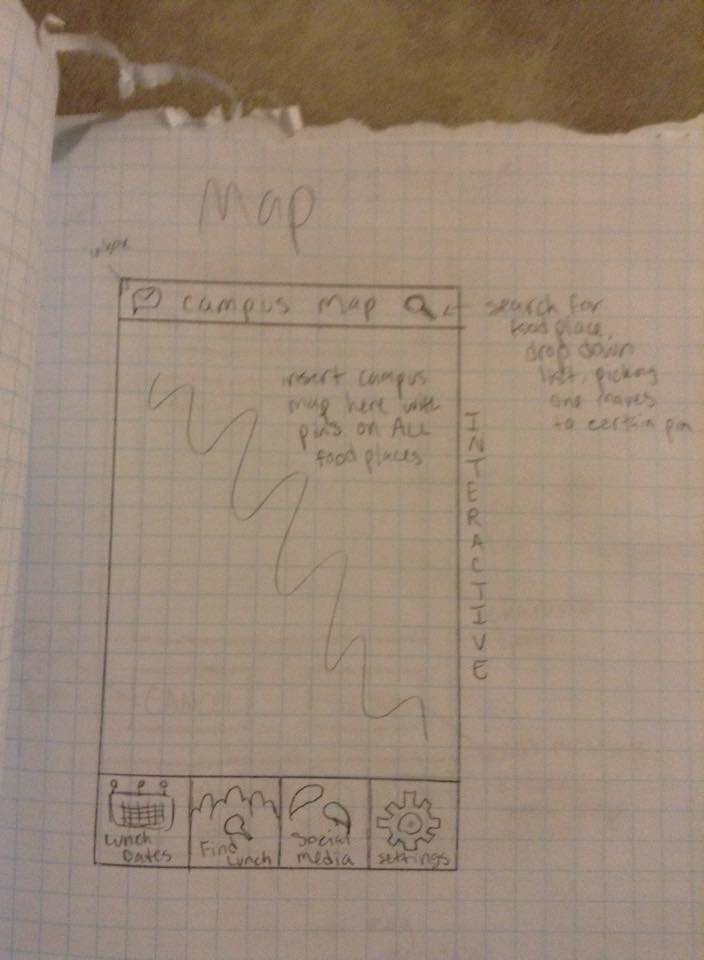 Map
campus map
search for
food place,
drop down
list, picking
one moves
to certain pin
insert campus
map here with
pins on ALL
food places
INTERACTIVE
Lunch
Dates
Find
Lunch
Social
media
settings